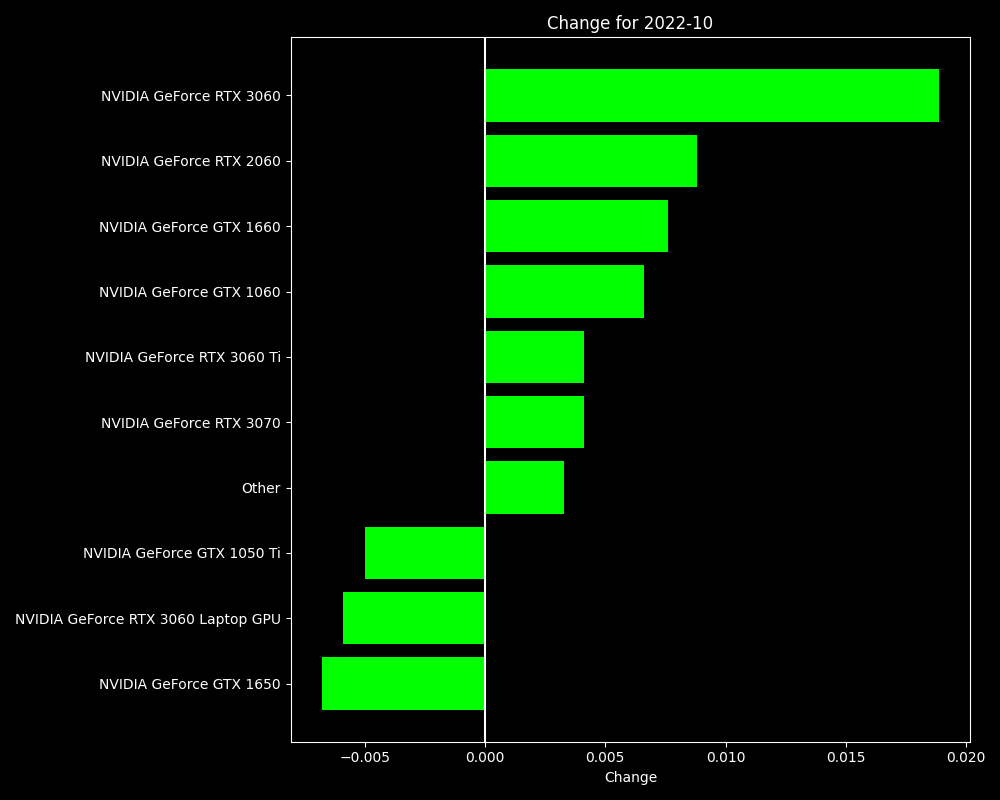 Change for 2022-10
NVIDIA GeForce RTX 3060
NVIDIA GeForce RTX 2060
NVIDIA GeForce GTX 1660
NVIDIA GeForce GTX 1060
NVIDIA GeForce RTX 3060 Ti
NVIDIA GeForce RTX 3070
Other
NVIDIA GeForce GTX 1050 Ti
NVIDIA GeForce RTX 3060 Laptop GPU
NVIDIA GeForce GTX 1650
−0.005 0.000 0.005 0.010 0.015 0.020
Change